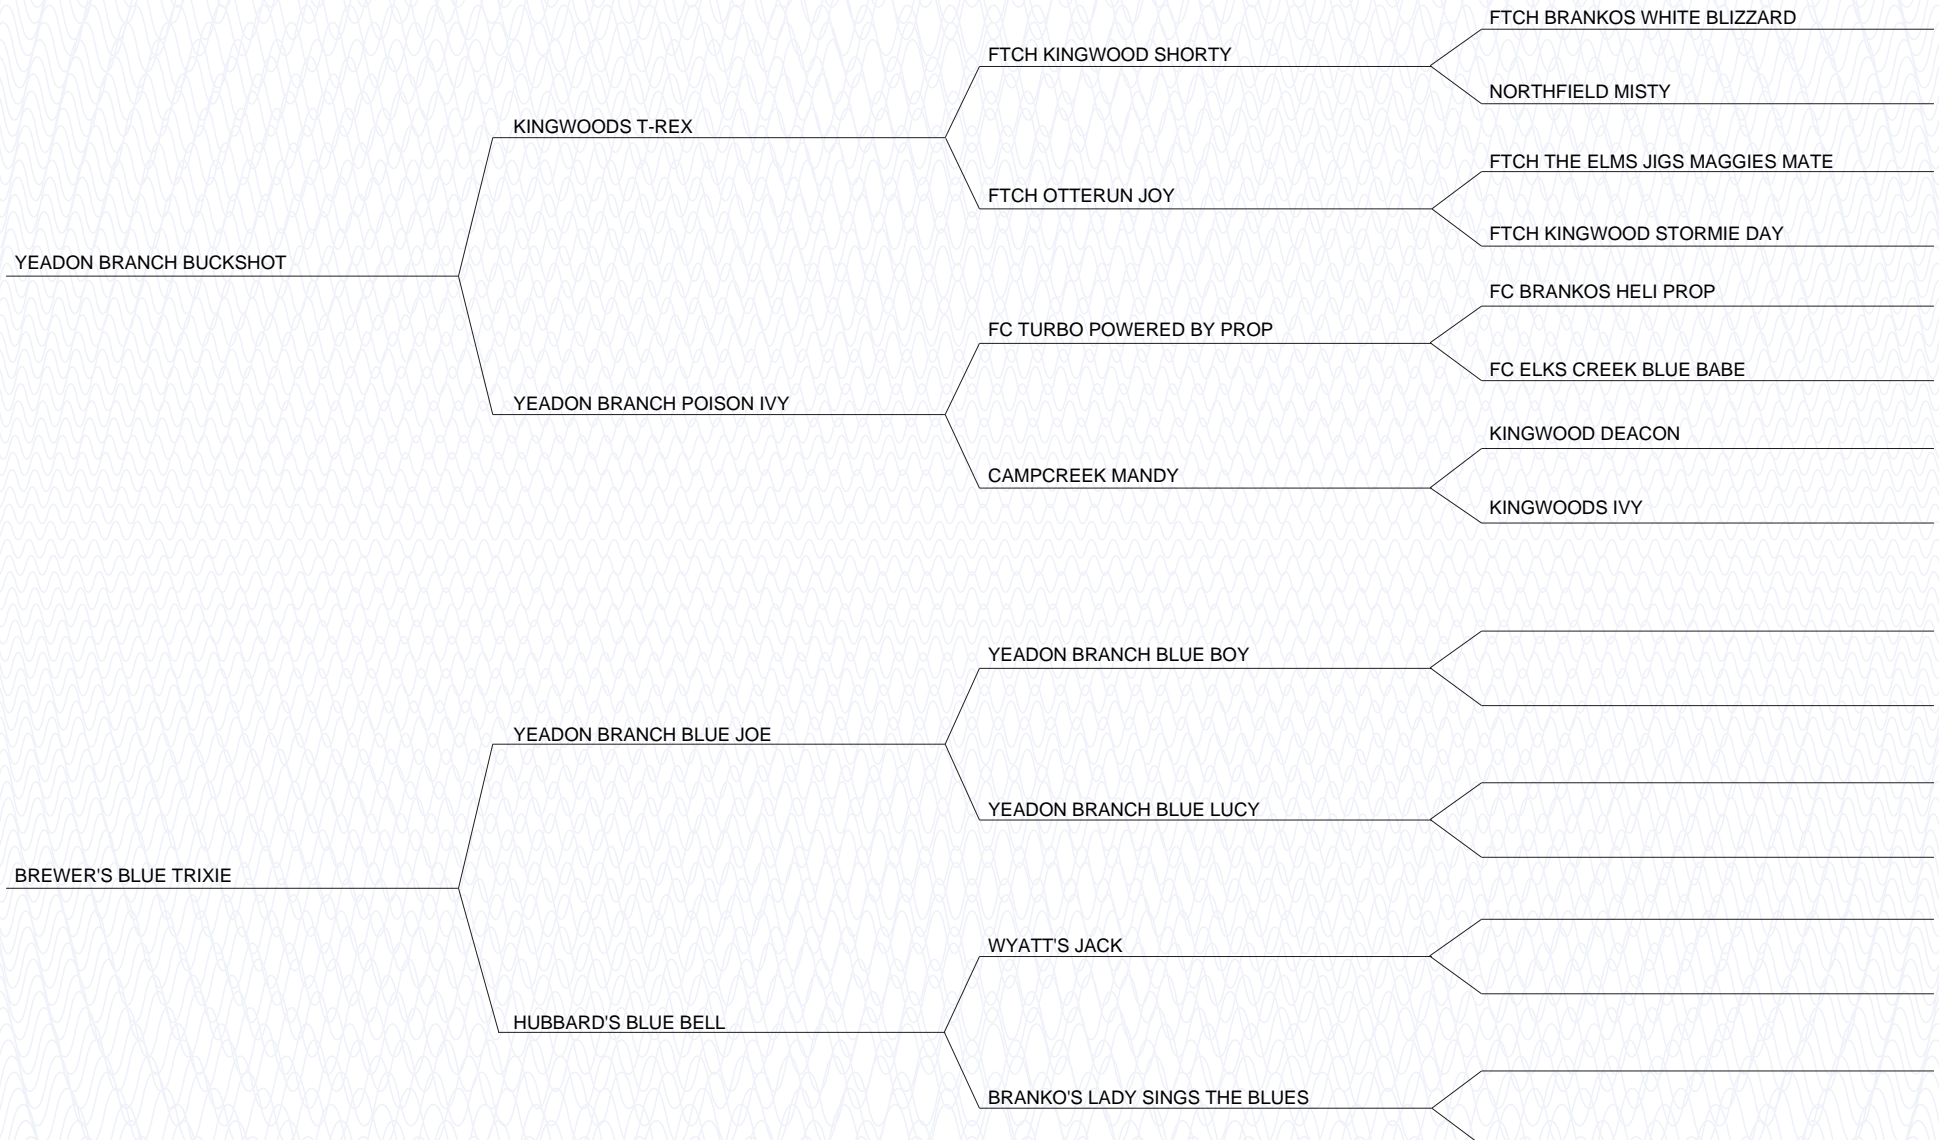 FTCH BRANKOS WHITE BLIZZARD
FTCH KINGWOOD SHORTY
NORTHFIELD MISTY
KINGWOODS T-REX
FTCH THE ELMS JIGS MAGGIES MATE
FTCH OTTERUN JOY
FTCH KINGWOOD STORMIE DAY
YEADON BRANCH BUCKSHOT
FC BRANKOS HELI PROP
FC TURBO POWERED BY PROP
FC ELKS CREEK BLUE BABE
YEADON BRANCH POISON IVY
KINGWOOD DEACON
CAMPCREEK MANDY
KINGWOODS IVY
YEADON BRANCH BLUE BOY
YEADON BRANCH BLUE JOE
YEADON BRANCH BLUE LUCY
BREWER'S BLUE TRIXIE
WYATT'S JACK
HUBBARD'S BLUE BELL
BRANKO'S LADY SINGS THE BLUES